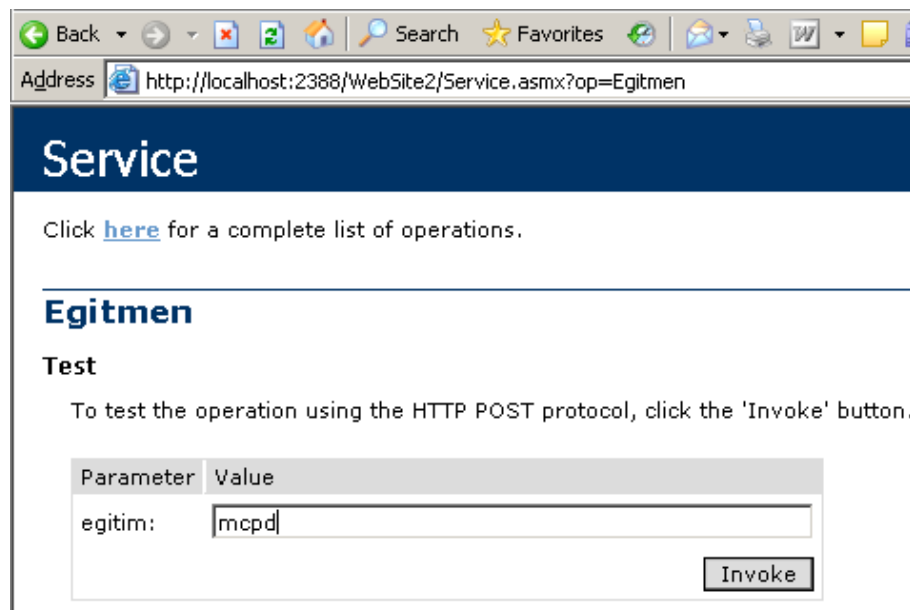 Back Search Favorites
Address http://localhost:2388/WebSite2/Service.asmx?op=Egitmen
Service
Click here for a complete list of operations.
Egitmen
Test
To test the operation using the HTTP POST protocol, click the 'Invoke' button.
Parameter Value
egitim: mcpd
Invoke